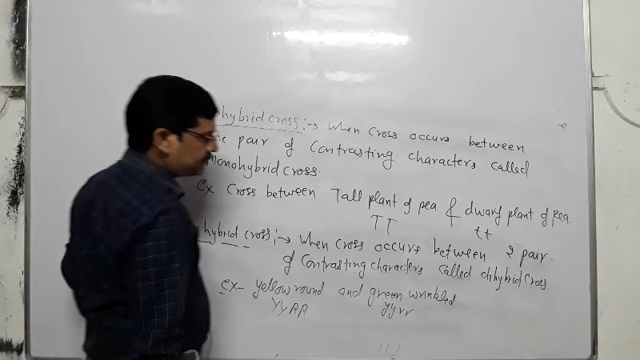 hybrid cross :→ When cross occurs between
pair of Contrasting characters called
monohybrid cross.
ex Cross between Tall plant of pea & dwarf plant of pea
TT tt
hybrid cross :→ When cross occurs between 2 pair
of Contrasting characters called dihybrid cross.
ex- yellow round and green wrinkled
YYRR yyrr